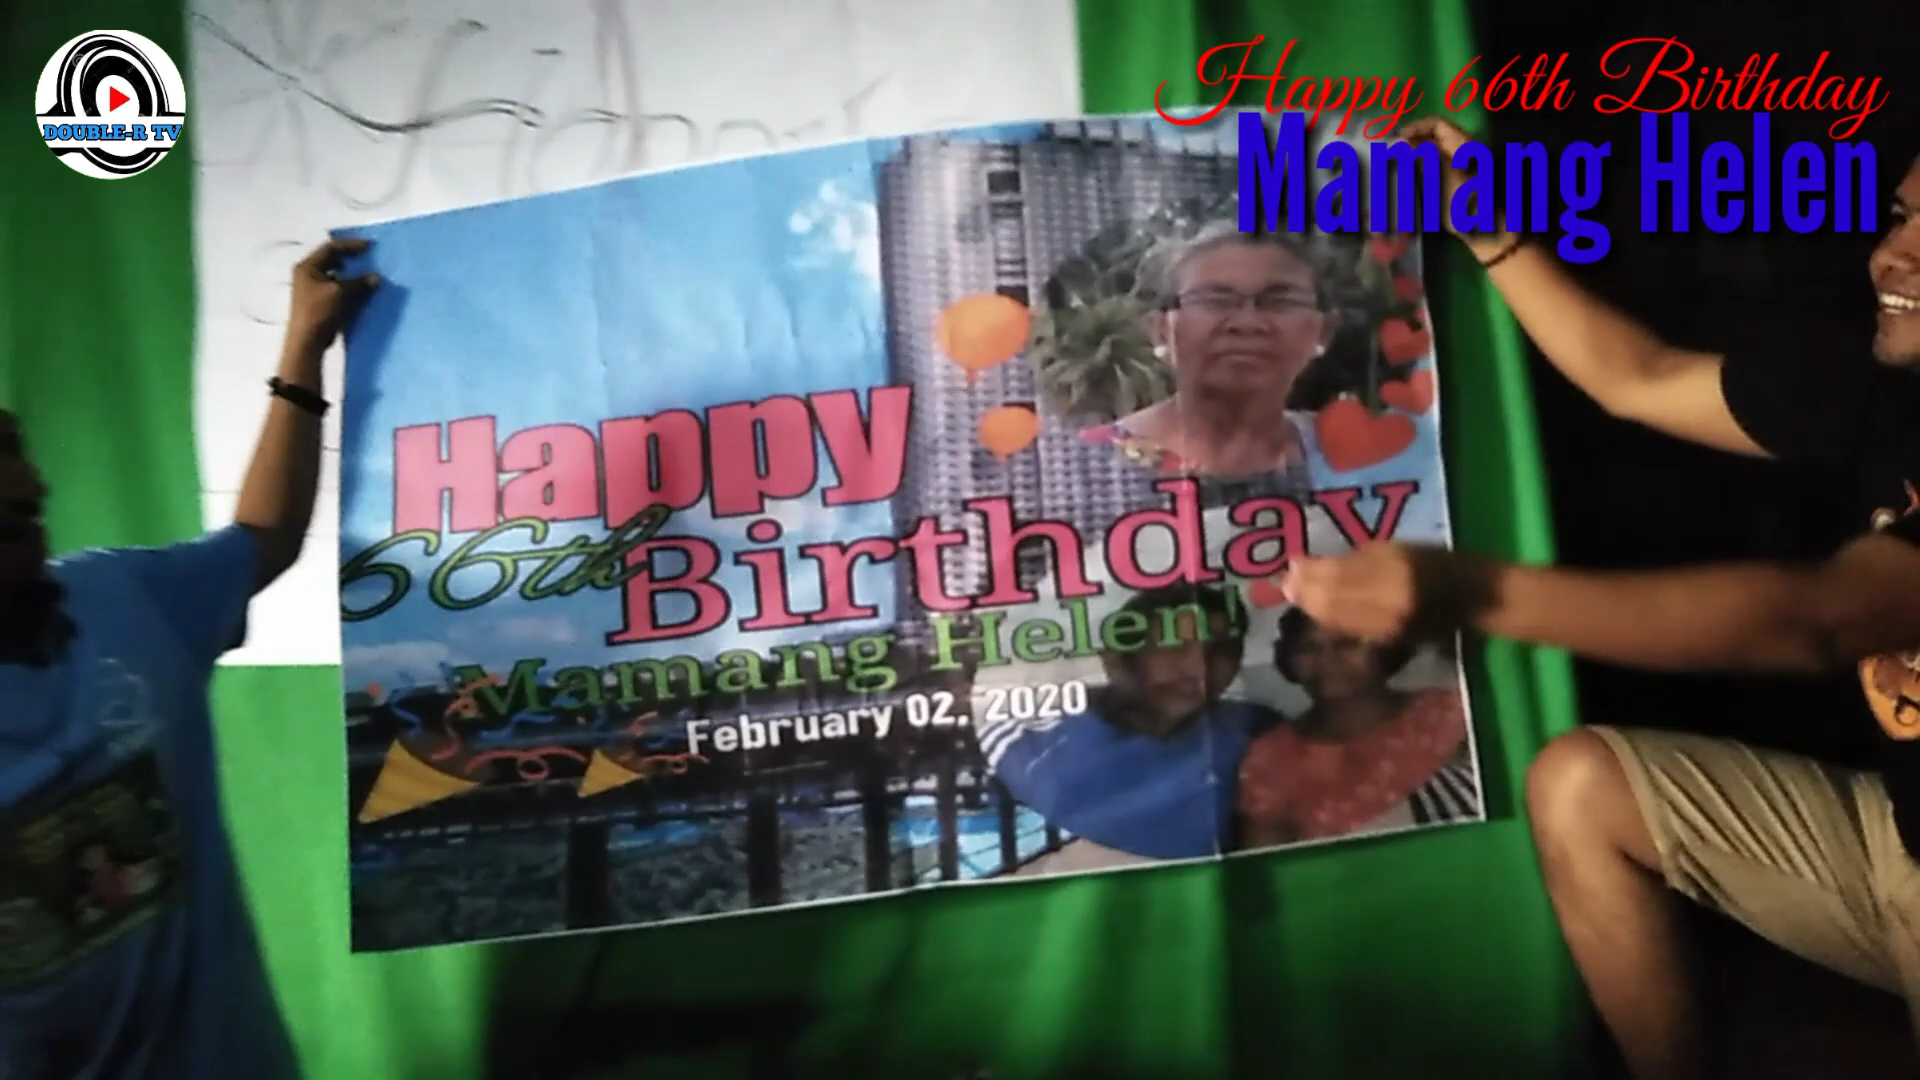 DOUBLE-R TV
Happy 66th Birthday
Mamang Helen
Happy
66th Birthday
Mamang Helen!
February 02, 2020